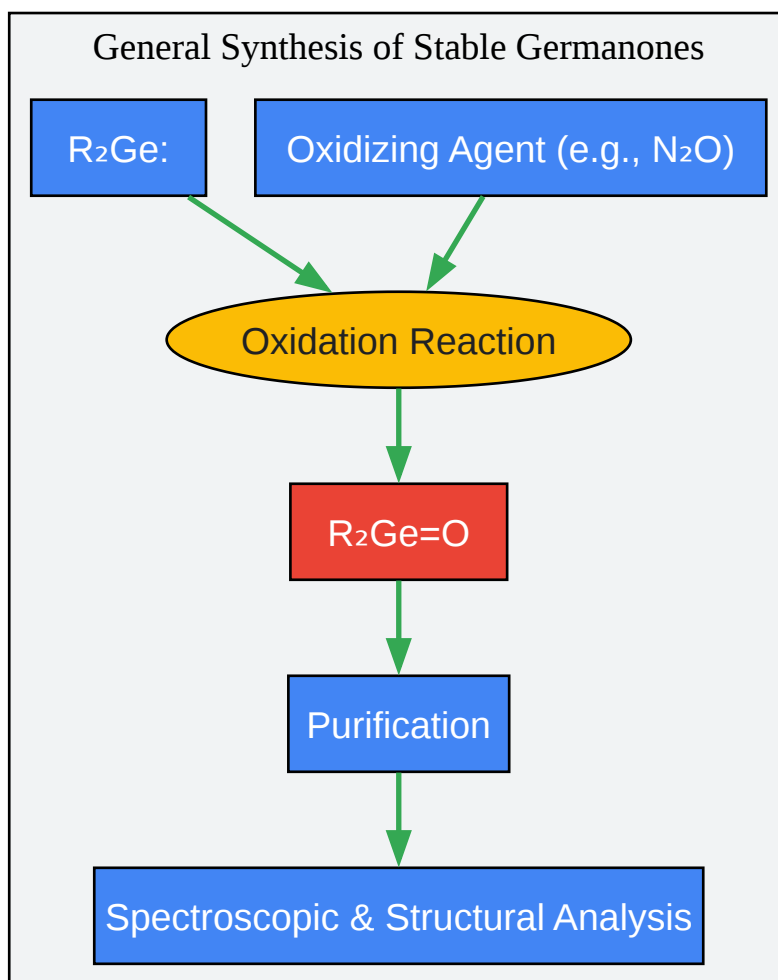 General Synthesis of Stable Germanones
R₂Ge:
Oxidizing Agent (e.g., N₂O)
Oxidation Reaction
R₂Ge=O
Purification
Spectroscopic & Structural Analysis